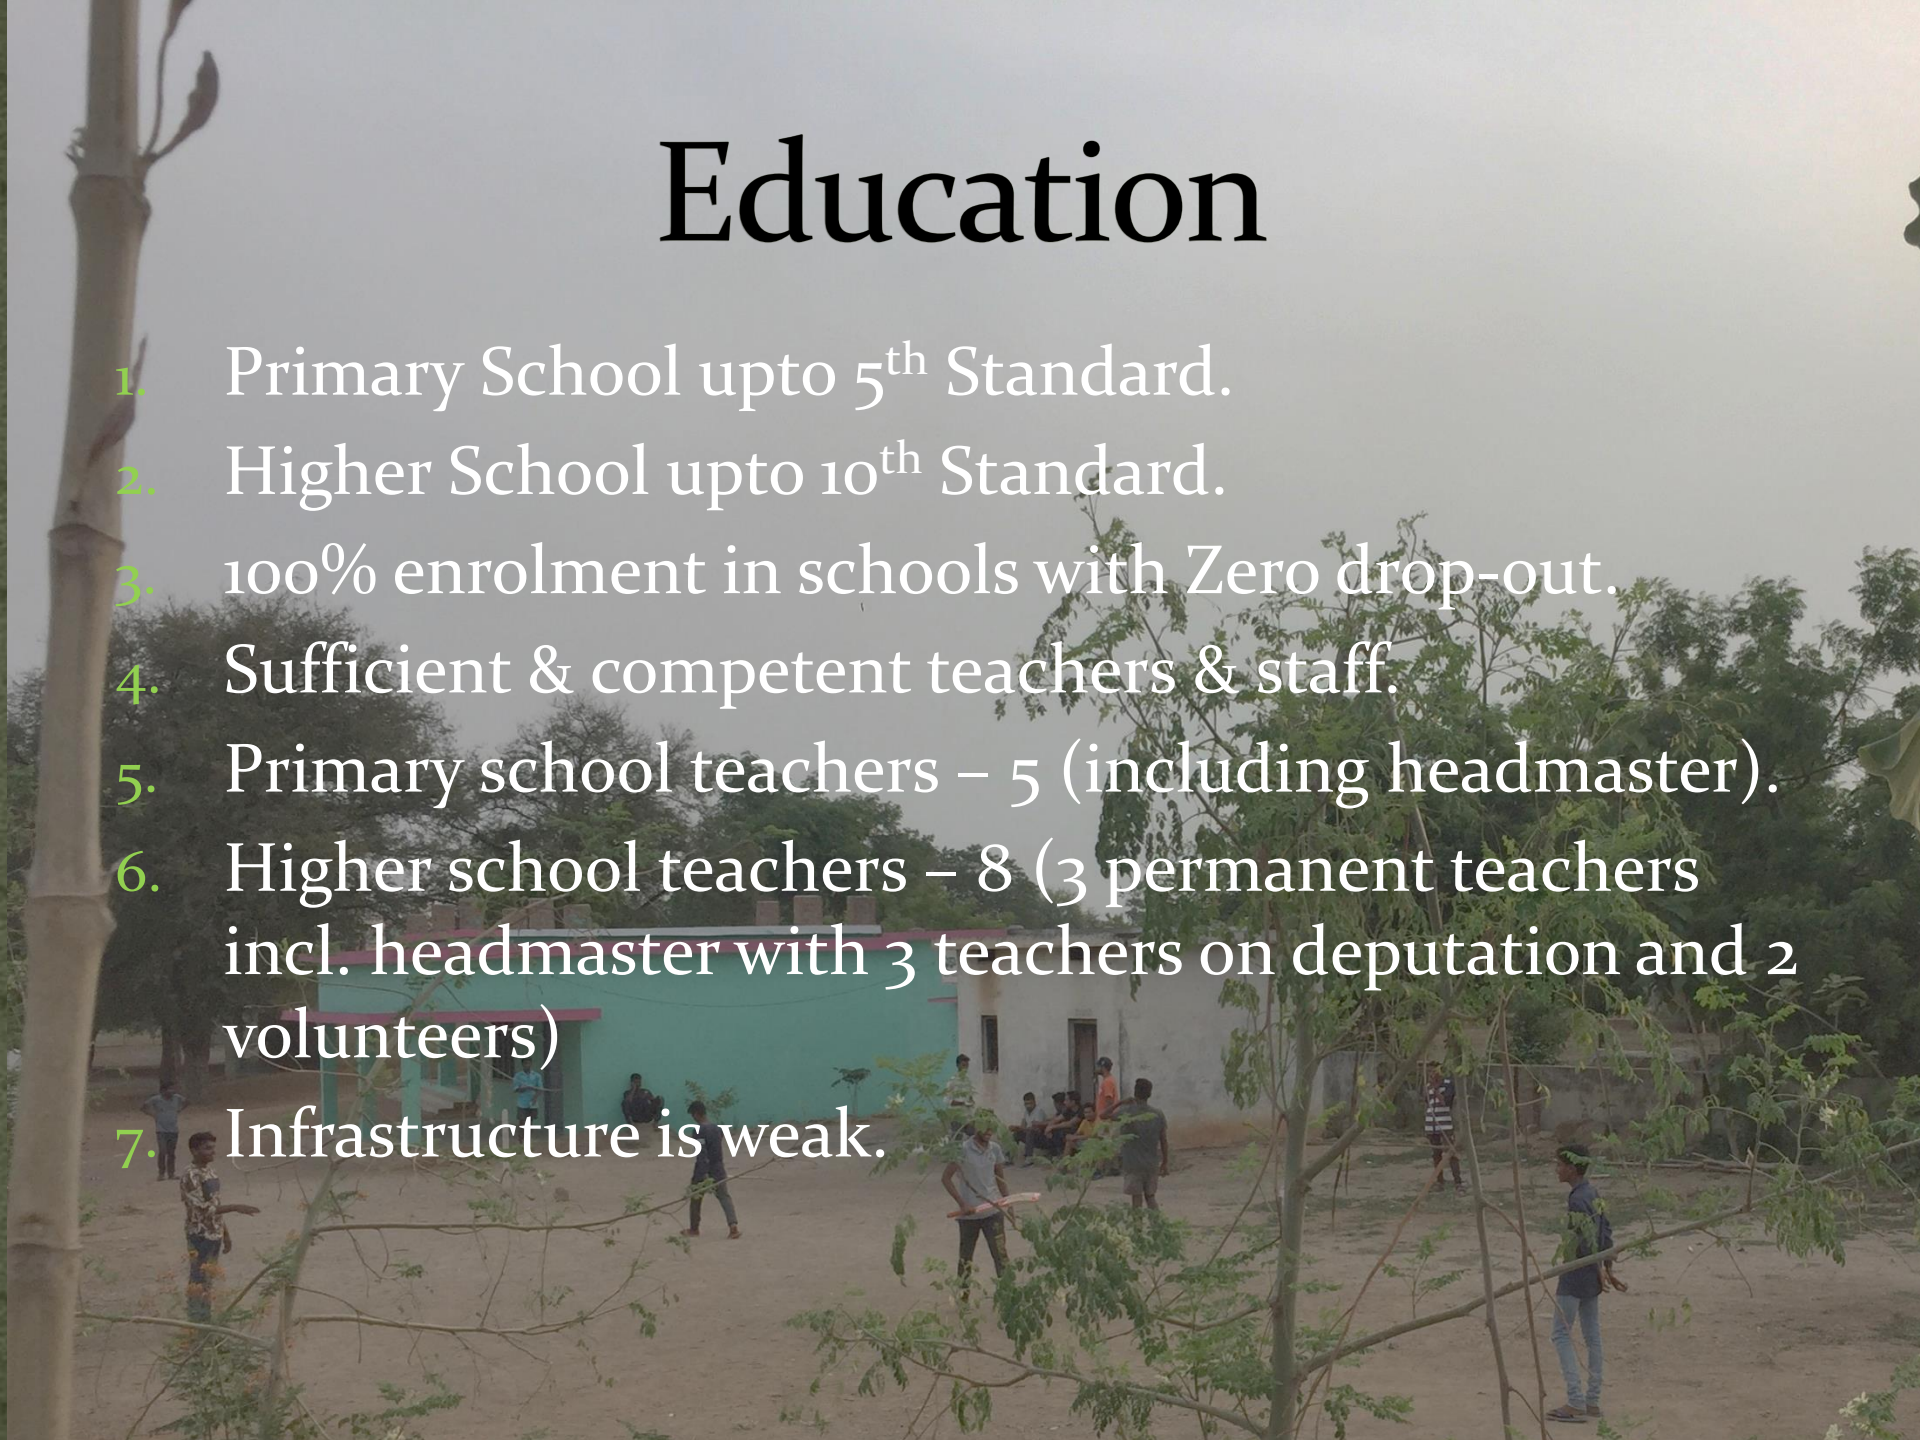 Education
1. Primary School upto 5th Standard.
2. Higher School upto 10th Standard.
3. 100% enrolment in schools with Zero drop-out.
4. Sufficient & competent teachers & staff.
5. Primary school teachers – 5 (including headmaster).
6. Higher school teachers – 8 (3 permanent teachers
incl. headmaster with 3 teachers on deputation and 2
volunteers)
7. Infrastructure is weak.